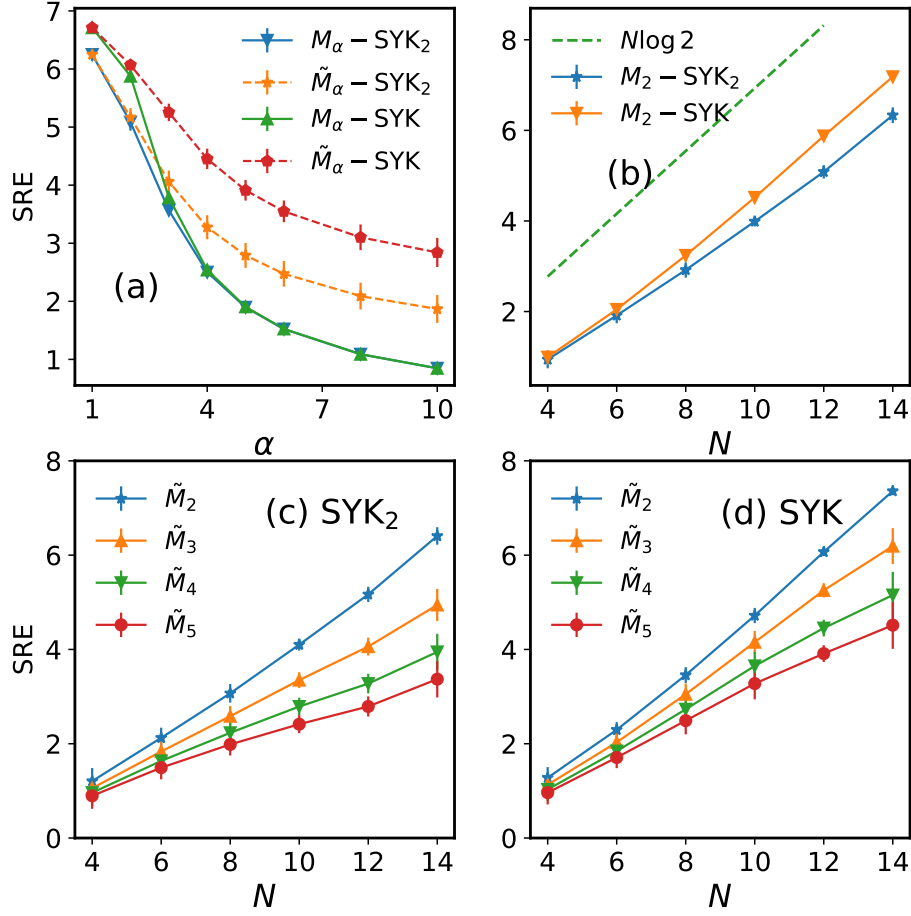 7
6
5
4
3
2
1
SRE
M_α − SYK_2
M̃_α − SYK_2
M_α − SYK
M̃_α − SYK
(a)
1 4 7 10
α
8
6
4
2
N log 2
M_2 − SYK_2
M_2 − SYK
(b)
4 6 8 10 12 14
N
8
6
4
2
0
SRE
M̃_2
M̃_3
M̃_4
M̃_5
(c) SYK_2
4 6 8 10 12 14
N
8
6
4
2
0
M̃_2
M̃_3
M̃_4
M̃_5
(d) SYK
4 6 8 10 12 14
N